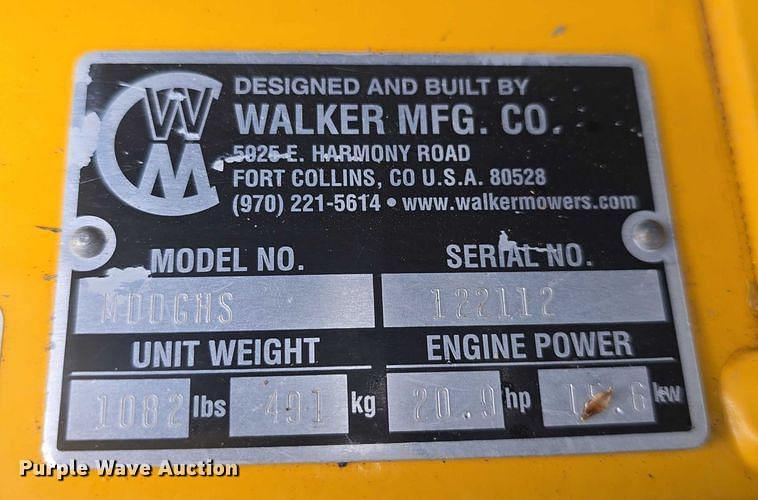 W
M
DESIGNED AND BUILT BY
WALKER MFG. CO.
5925 E. HARMONY ROAD
FORT COLLINS, CO U.S.A. 80528
(970) 221-5614 • www.walkermowers.com
MODEL NO. SERIAL NO.
MDDGHS 122112
UNIT WEIGHT ENGINE POWER
1082 lbs 491 kg 20.9 hp kw
Purple Wave Auction